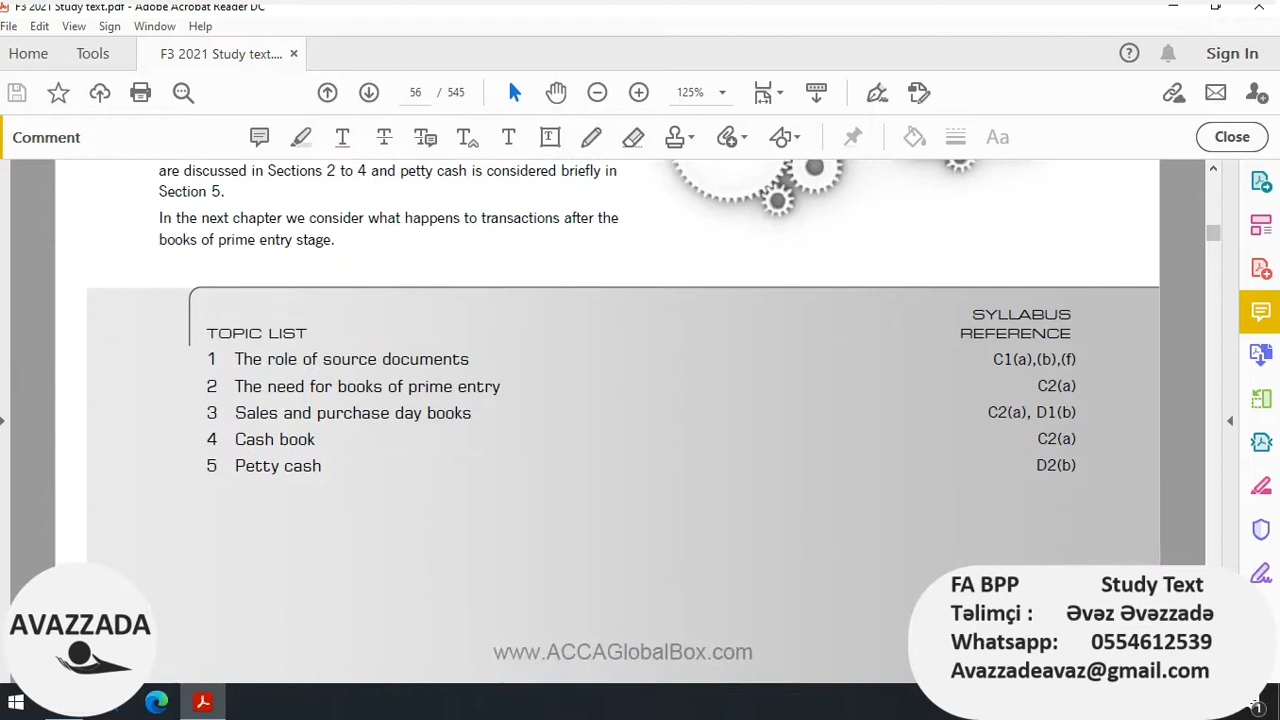 F3 2021 Study text.pdf - Adobe Acrobat Reader DC
File Edit View Sign Window Help
Home Tools F3 2021 Study text.... × Sign In
56 / 545 125%
Comment Aa Close
are discussed in Sections 2 to 4 and petty cash is considered briefly in
Section 5.
In the next chapter we consider what happens to transactions after the
books of prime entry stage.
TOPIC LIST SYLLABUS
REFERENCE
1 The role of source documents C1(a),(b),(f)
2 The need for books of prime entry C2(a)
3 Sales and purchase day books C2(a), D1(b)
4 Cash book C2(a)
5 Petty cash D2(b)
AVAZZADA
www.ACCAGlobalBox.com
FA BPP Study Text
Təlimçi : Əvəz Əvəzzadə
Whatsapp: 0554612539
Avazzadeavaz@gmail.com
1